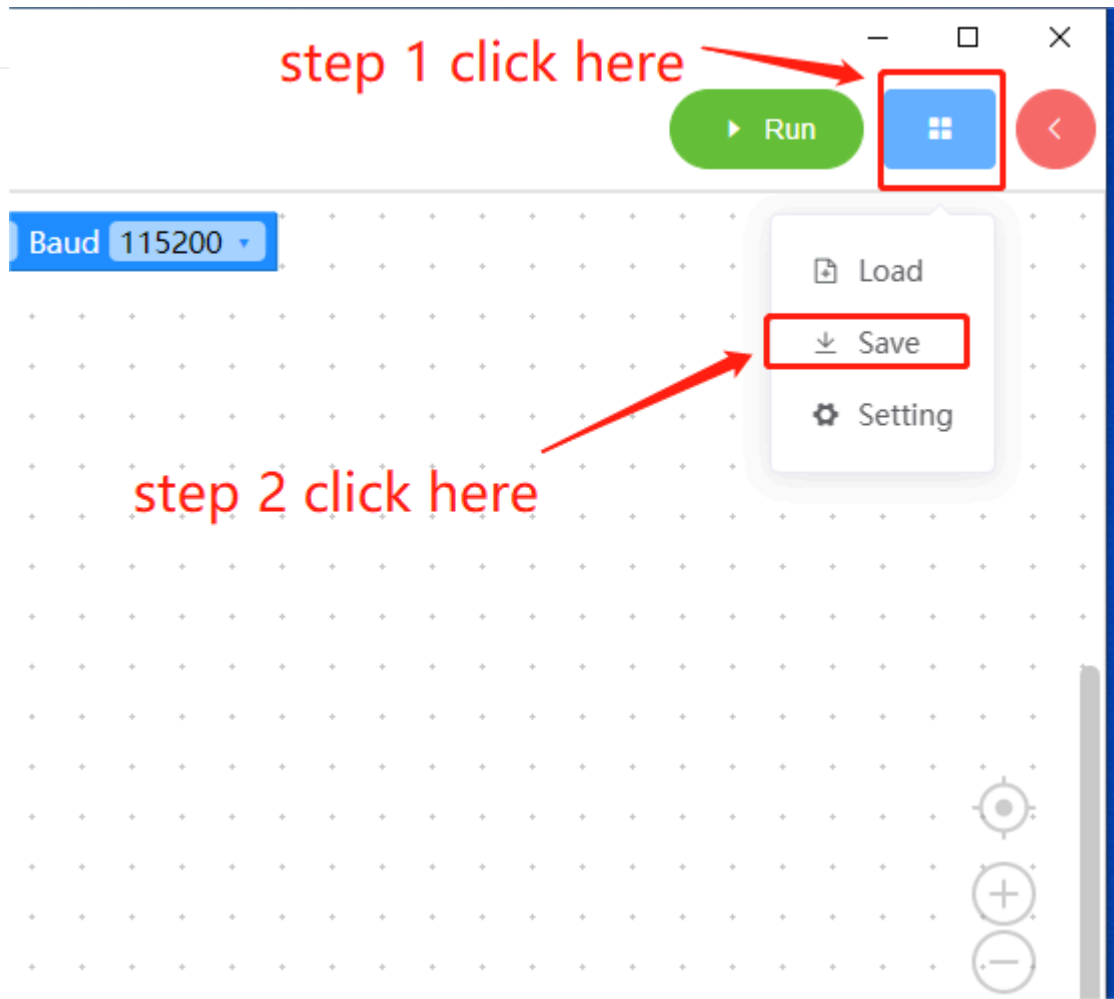 step 1 click here
Run
Baud 115200
Load
Save
Setting
step 2 click here